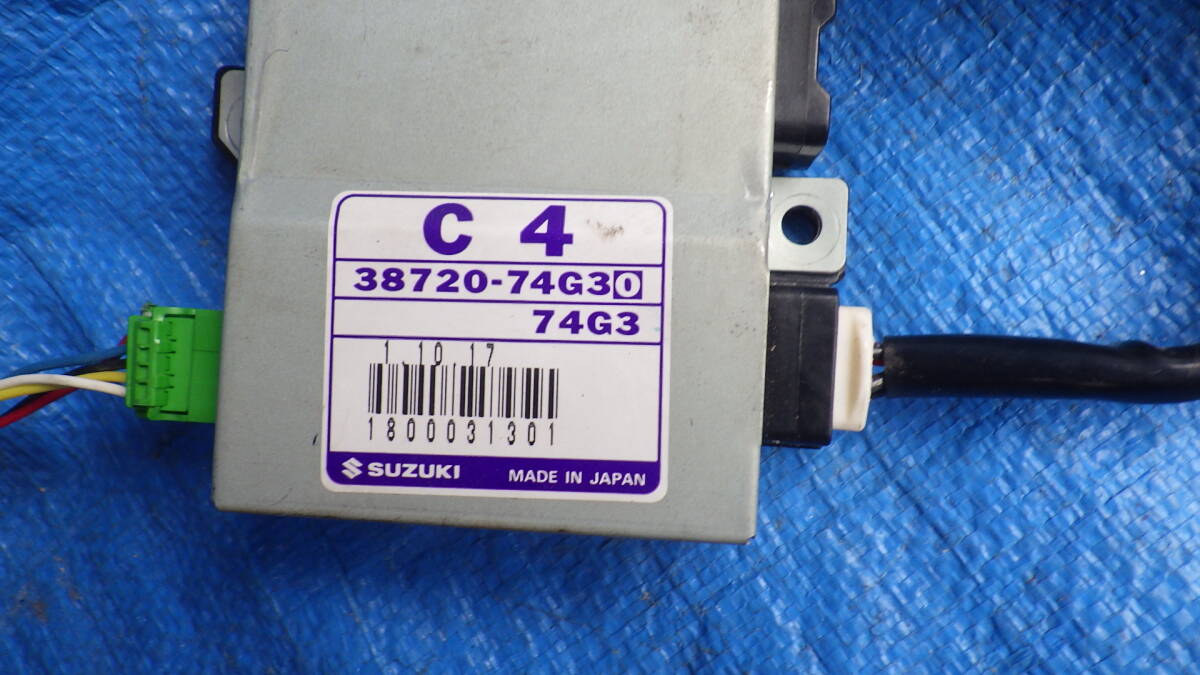 C 4
38720-74G30
74G3
1.10.17
1800031301
SUZUKI MADE IN JAPAN